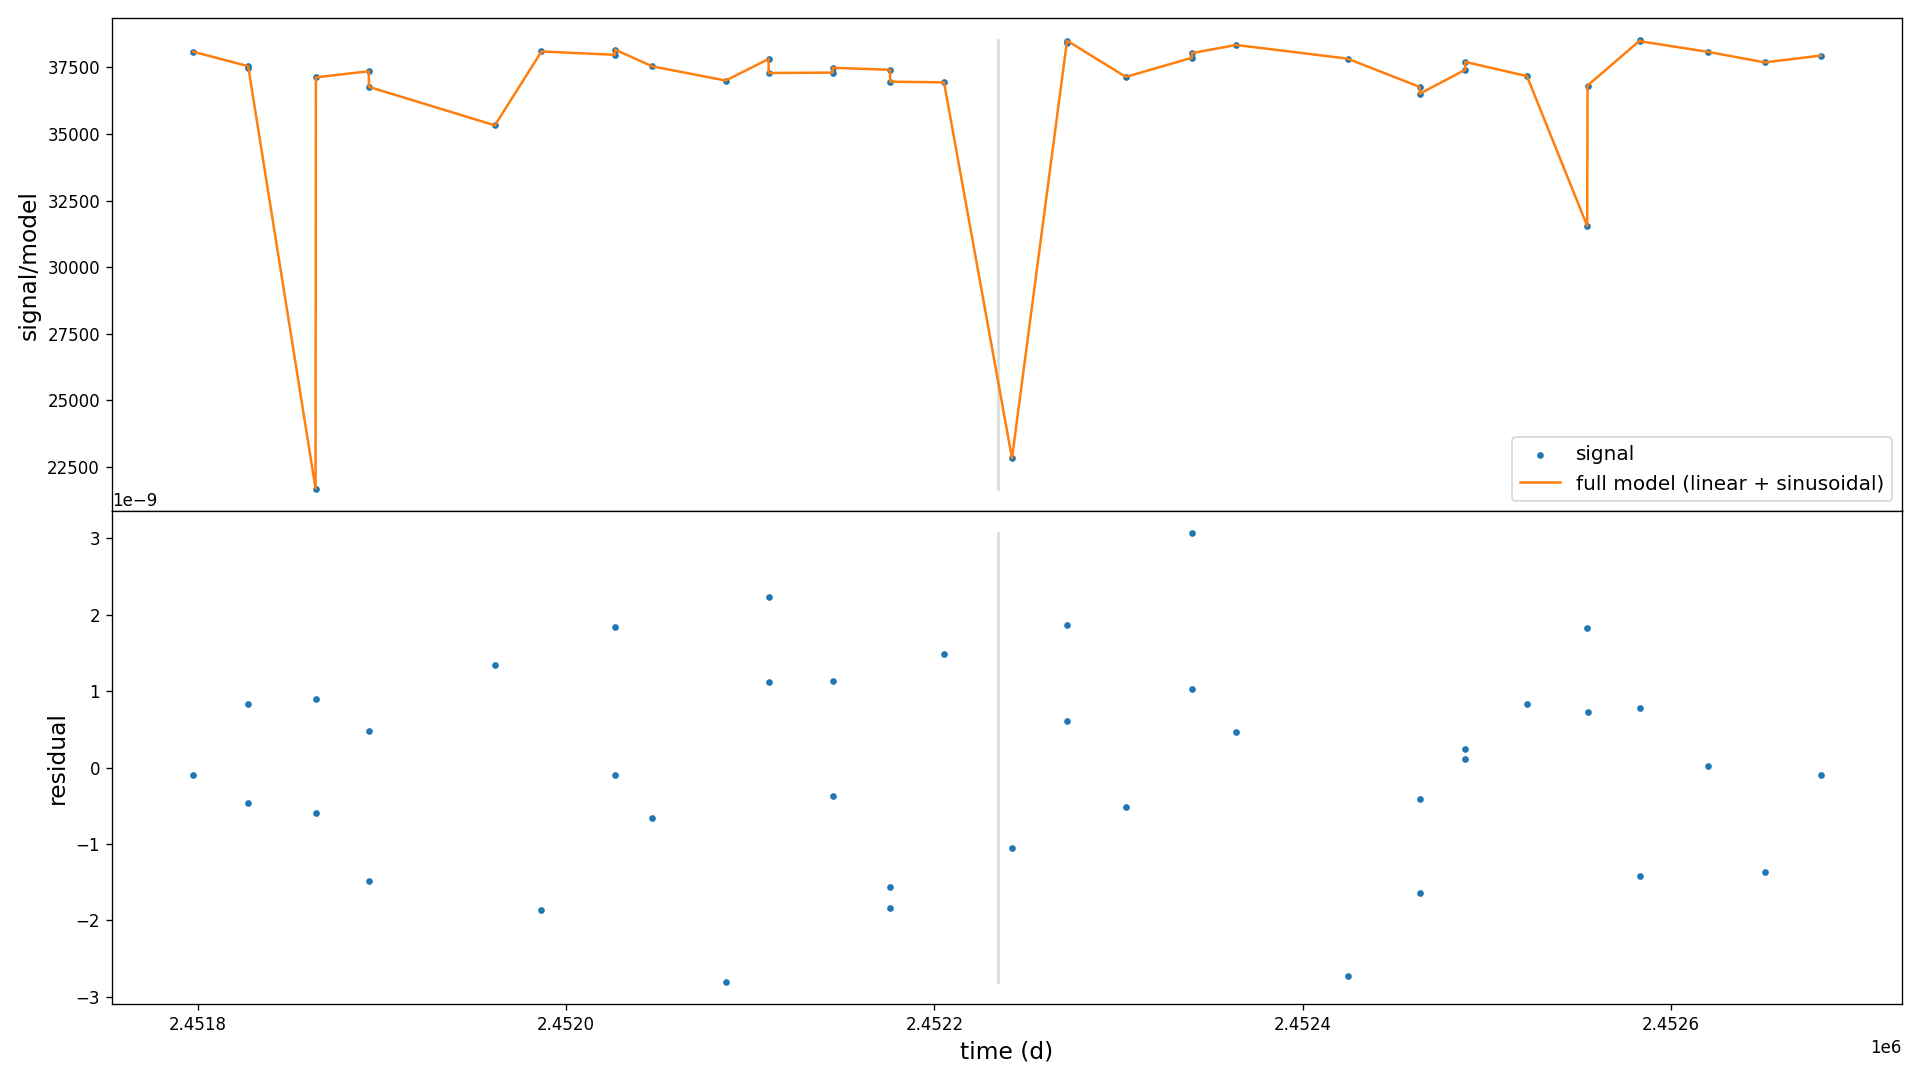 signal/model
37500
35000
32500
30000
27500
25000
22500
signal
full model (linear + sinusoidal)
1e−9
residual
3
2
1
0
−1
−2
−3
2.4518
2.4520
2.4522
2.4524
2.4526
time (d)
1e6